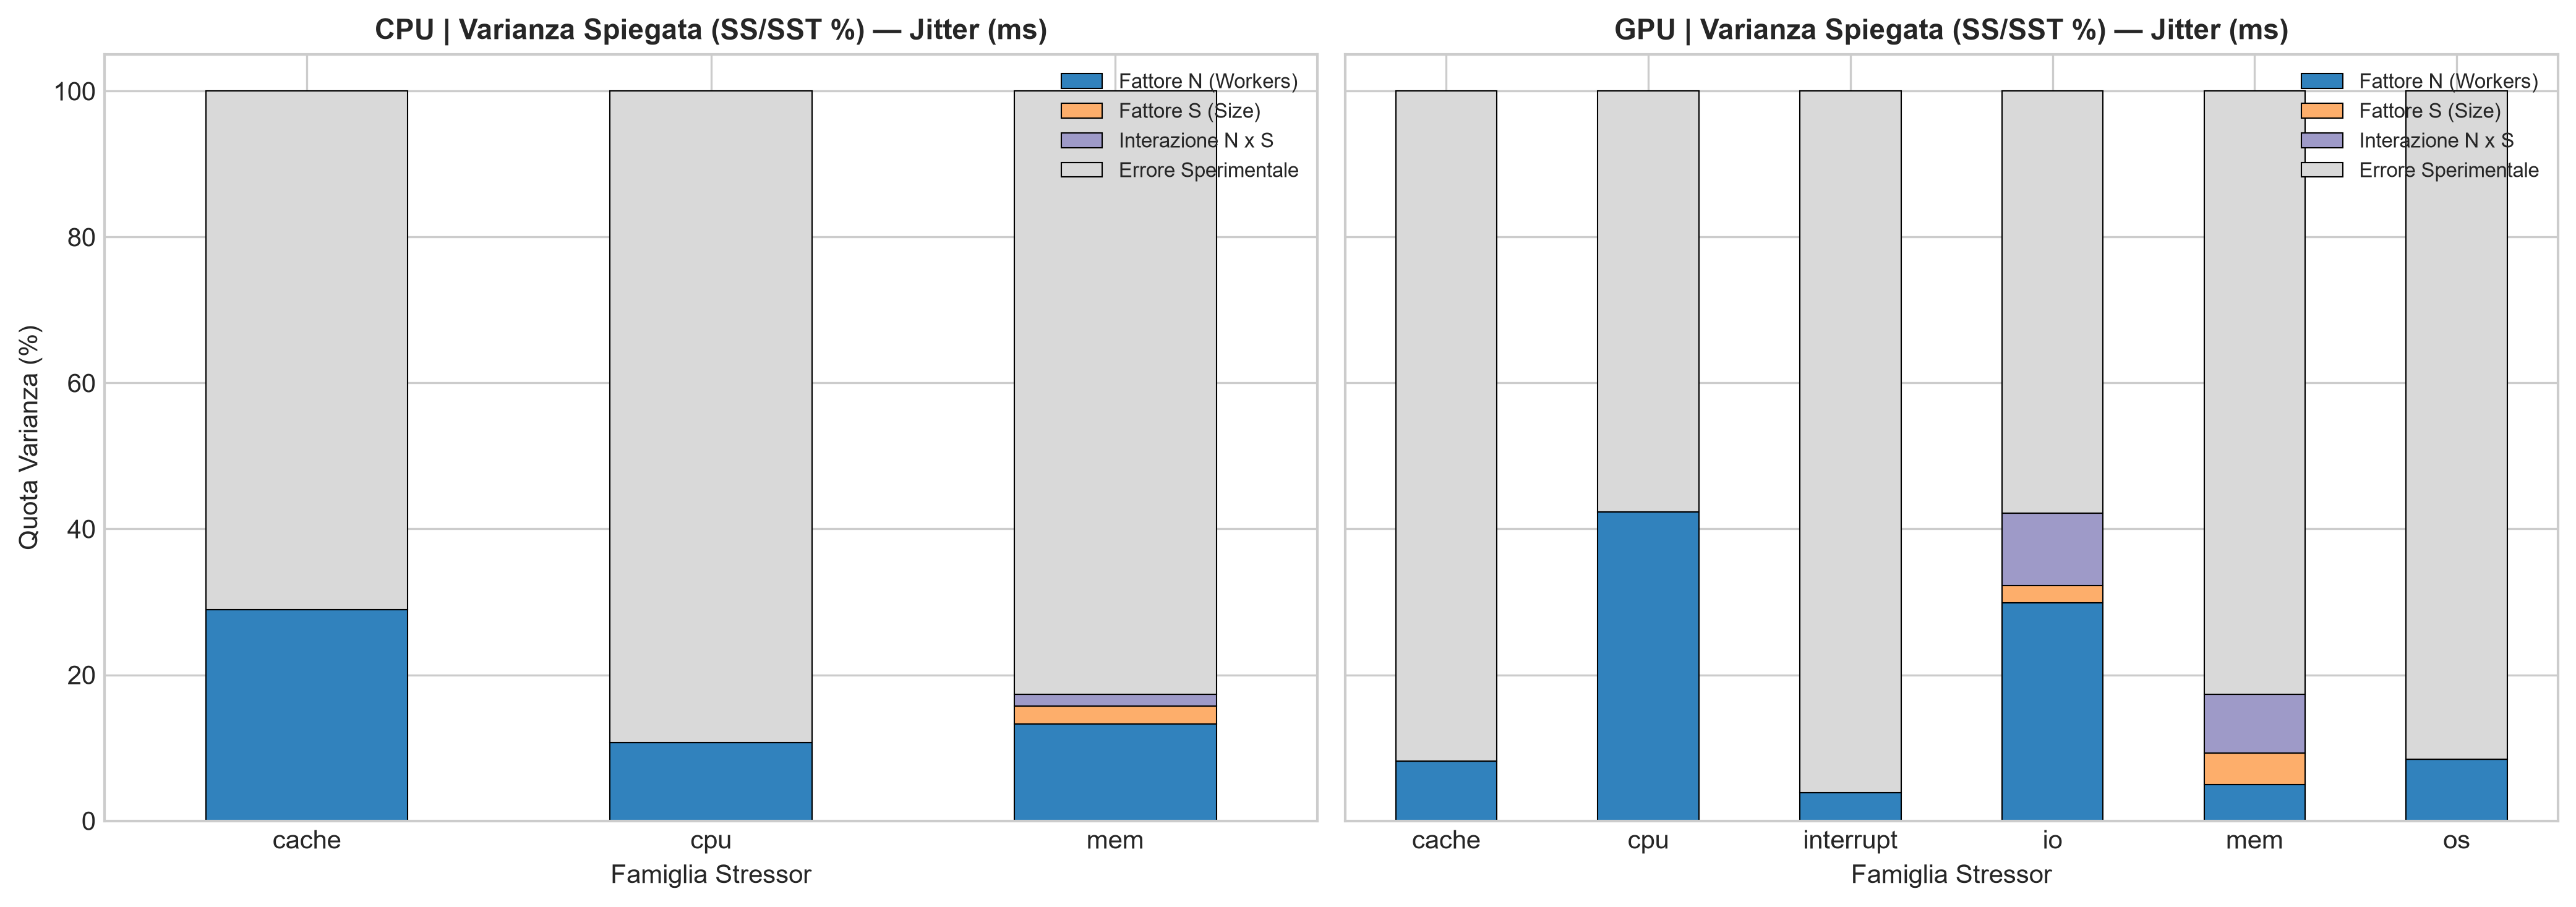 CPU | Varianza Spiegata (SS/SST %) — Jitter (ms)
Quota Varianza (%)
100
80
60
40
20
0
Fattore N (Workers)
Fattore S (Size)
Interazione N x S
Errore Sperimentale
cache cpu mem
Famiglia Stressor
GPU | Varianza Spiegata (SS/SST %) — Jitter (ms)
Fattore N (Workers)
Fattore S (Size)
Interazione N x S
Errore Sperimentale
cache cpu interrupt io mem os
Famiglia Stressor